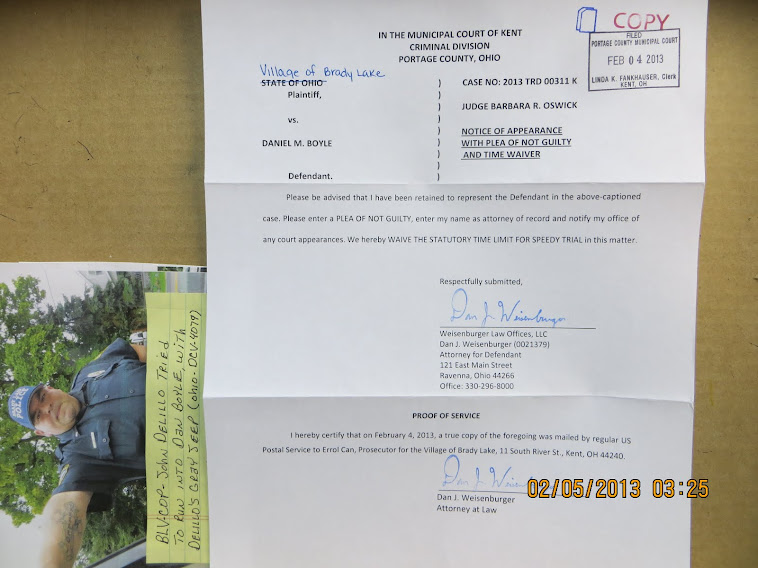 COPY
FILED
PORTAGE COUNTY MUNICIPAL COURT
FEB 04 2013
LINDA K. FANKHAUSER, Clerk
KENT, OH
IN THE MUNICIPAL COURT OF KENT
CRIMINAL DIVISION
PORTAGE COUNTY, OHIO
Village of Brady Lake
STATE OF OHIO
Plaintiff,
vs.
DANIEL M. BOYLE
Defendant.
)
)
)
)
)
)
)
)
CASE NO: 2013 TRD 00311 K
JUDGE BARBARA R. OSWICK
NOTICE OF APPEARANCE
WITH PLEA OF NOT GUILTY
AND TIME WAIVER
Please be advised that I have been retained to represent the Defendant in the above-captioned
case. Please enter a PLEA OF NOT GUILTY, enter my name as attorney of record and notify my office of
any court appearances. We hereby WAIVE THE STATUTORY TIME LIMIT FOR SPEEDY TRIAL in this matter.
Respectfully submitted,
Dan J. Weisenburger
Weisenburger Law Offices, LLC
Dan J. Weisenburger (0021379)
Attorney for Defendant
121 East Main Street
Ravenna, Ohio 44266
Office: 330-296-8000
PROOF OF SERVICE
I hereby certify that on February 4, 2013, a true copy of the foregoing was mailed by regular US
Postal Service to Errol Can, Prosecutor for the Village of Brady Lake, 11 South River St., Kent, OH 44240.
Dan J. Weisen
Dan J. Weisenburger
Attorney at Law
02/05/2013 03:25
POLICE
BLV-COP- JOHN DELILLO TRIED
TO RUN INTO DAN BOYLE, WITH
DELILLO'S GRAY JEEP (OHIO-DCV-4079)